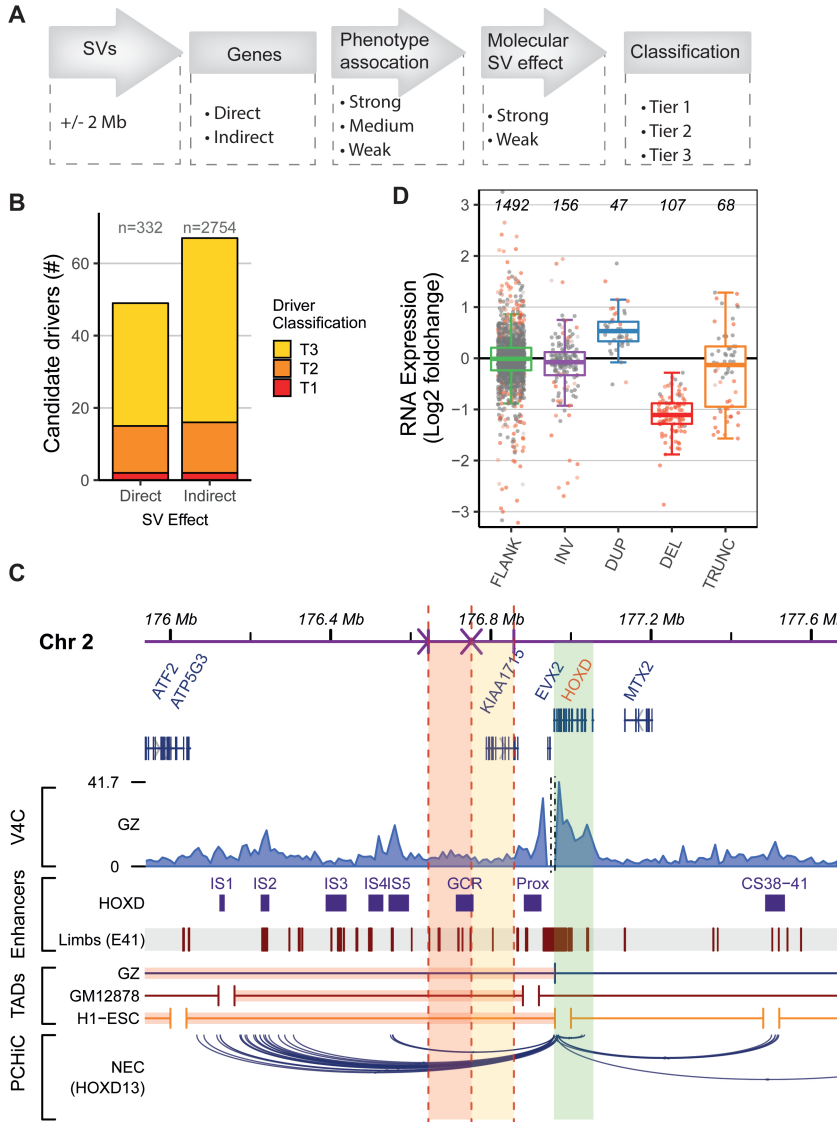 A
SVs
Genes
Phenotype
assocation
Molecular
SV effect
Classification
+/- 2 Mb
• Direct
• Indirect
• Strong
• Medium
• Weak
• Strong
• Weak
• Tier 1
• Tier 2
• Tier 3
B
Candidate drivers (#)
60
40
20
0
n=332
n=2754
Direct
Indirect
SV Effect
Driver
Classification
T3
T2
T1
D
RNA Expression
(Log2 foldchange)
3
2
1
0
−1
−2
−3
1492
156
47
107
68
FLANK
INV
DUP
DEL
TRUNC
C
176 Mb
176.4 Mb
176.8 Mb
177.2 Mb
177.6 Mb
Chr 2
ATF2
ATP5G3
KIAA1715
EVX2
HOXD
MTX2
V4C
41.7
GZ
0
Enhancers
IS1
IS2
IS3
IS4
IS5
GCR
Prox
CS38−41
HOXD
Limbs (E41)
TADs
GZ
GM12878
H1−ESC
PCHiC
NEC
(HOXD13)